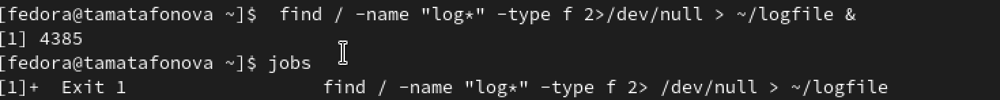 [fedora@tamatafonova ~]$  find / -name "log*" -type f 2>/dev/null > ~/logfile &
[1] 4385
[fedora@tamatafonova ~]$ jobs
[1]+  Exit 1                  find / -name "log*" -type f 2> /dev/null > ~/logfile